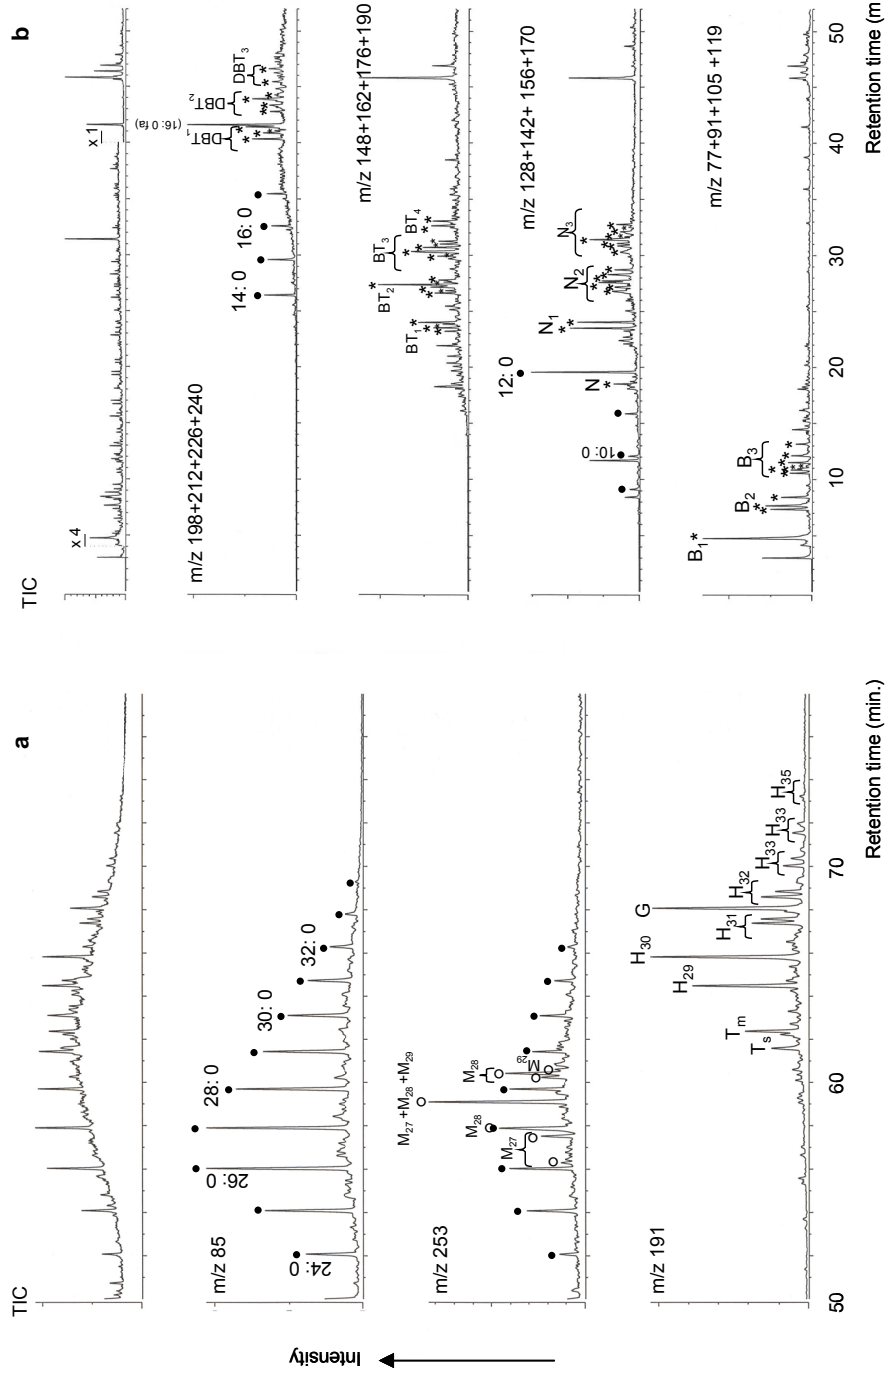 a
TIC
m/z 85
24: 0
26: 0
28: 0
30: 0
32: 0
m/z 253
M27
M28
M27 +M28 +M29
M28
M29
m/z 191
Ts
Tm
H29
H30
H31
G
H32
H33
H33
H35
50
60
70
Retention time (min.)
Intensity
b
TIC
x 4
x 1
m/z 198+212+226+240
14: 0
16: 0
DBT1
(16:0 fa)
DBT2
DBT3
m/z 148+162+176+190
BT1
BT2
BT3
BT4
m/z 128+142+ 156+170
10: 0
12: 0
N
N1
N2
N3
m/z 77+91+105 +119
B1
B2
B3
10
20
30
40
50
Retention time (m